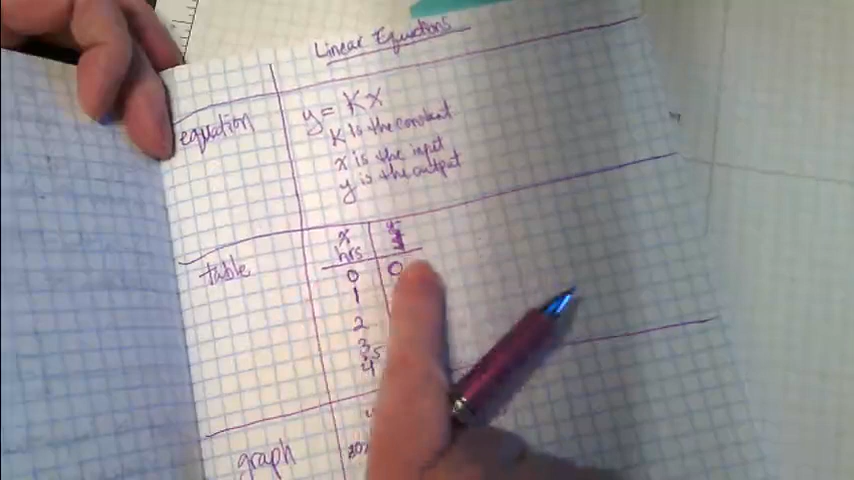 Linear Equations
equation
y = Kx
K is the constant
x is the input
y is the output
table
x y
hrs $
0 0
1
2
3
4
graph